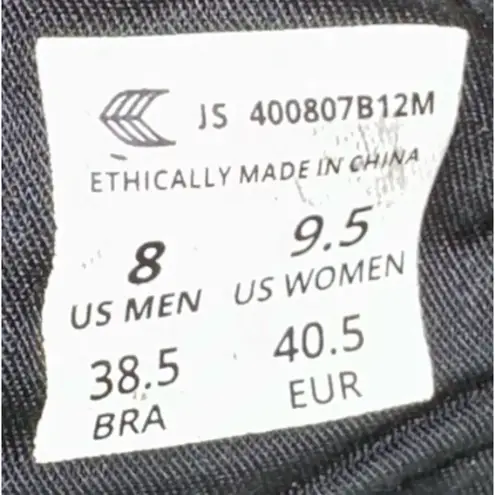 JS 400807B12M
ETHICALLY MADE IN CHINA
8 9.5
US MEN US WOMEN
38.5 40.5
BRA EUR